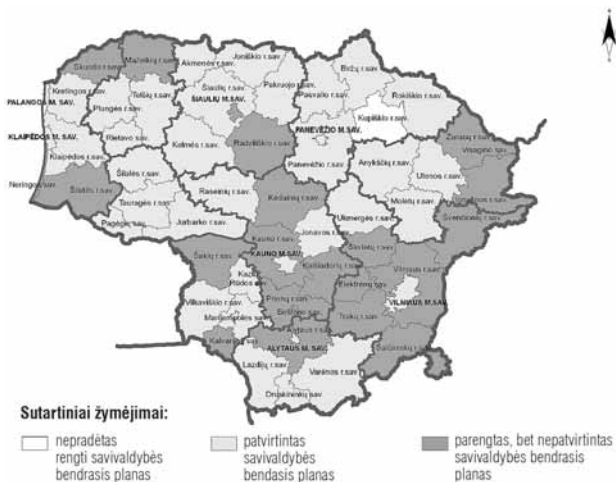 Skuodo r.sav.
Mažeikių r.sav.
Akmenės r.sav.
Joniškio r.sav.
Biržų r.sav.
Kretingos r.sav.
PALANGOS M. SAV.
Plungės r.sav.
Telšių r.sav.
Šiaulių r.sav.
ŠIAULIŲ M.SAV.
Pakruojo r.sav.
Pasvalio r.sav.
Rokiškio r.sav.
Kupiškio r.sav.
KLAIPĖDOS M. SAV.
Rietavo sav.
Kelmės r.sav.
Radviliškio r.sav.
PANEVĖŽIO M.SAV.
Panevėžio r.sav.
Klaipėdos r.sav.
Anykščių r.sav.
Zarasų r.sav.
Visagino sav.
Utenos r.sav.
Neringos sav.
Šilutės r.sav.
Šilalės r.sav.
Raseinių r.sav.
Kėdainių r.sav.
Molėtų r.sav.
Tauragės r.sav.
Pagėgių sav.
Jurbarko r.sav.
Ukmergės r.sav.
Švenčionių r.sav.
Jonavos r.sav.
Kauno r.sav.
KAUNO M.SAV.
Širvintų r.sav.
Šakių r.sav.
Kaišiadorių r.sav.
Vilniaus r.sav.
Kazlų
Rūdos sav.
Elektrėnų sav.
VILNIAUS M.SAV.
Vilkaviškio r.sav.
Prienų r.sav.
Birštono sav.
Trakų r.sav.
Marijampolės sav.
Kalvarijos sav.
Alytaus r.sav.
ALYTAUS M. SAV.
Šalčininkų r.sav.
Lazdijų r.sav.
Varėnos r.sav.
Druskininkų sav.
Sutartiniai žymėjimai:
nepradėtas
rengti savivaldybės
bendrasis planas
patvirtintas
savivaldybės
bendasis planas
parengtas, bet nepatvirtintas
savivaldybės bendrasis
planas